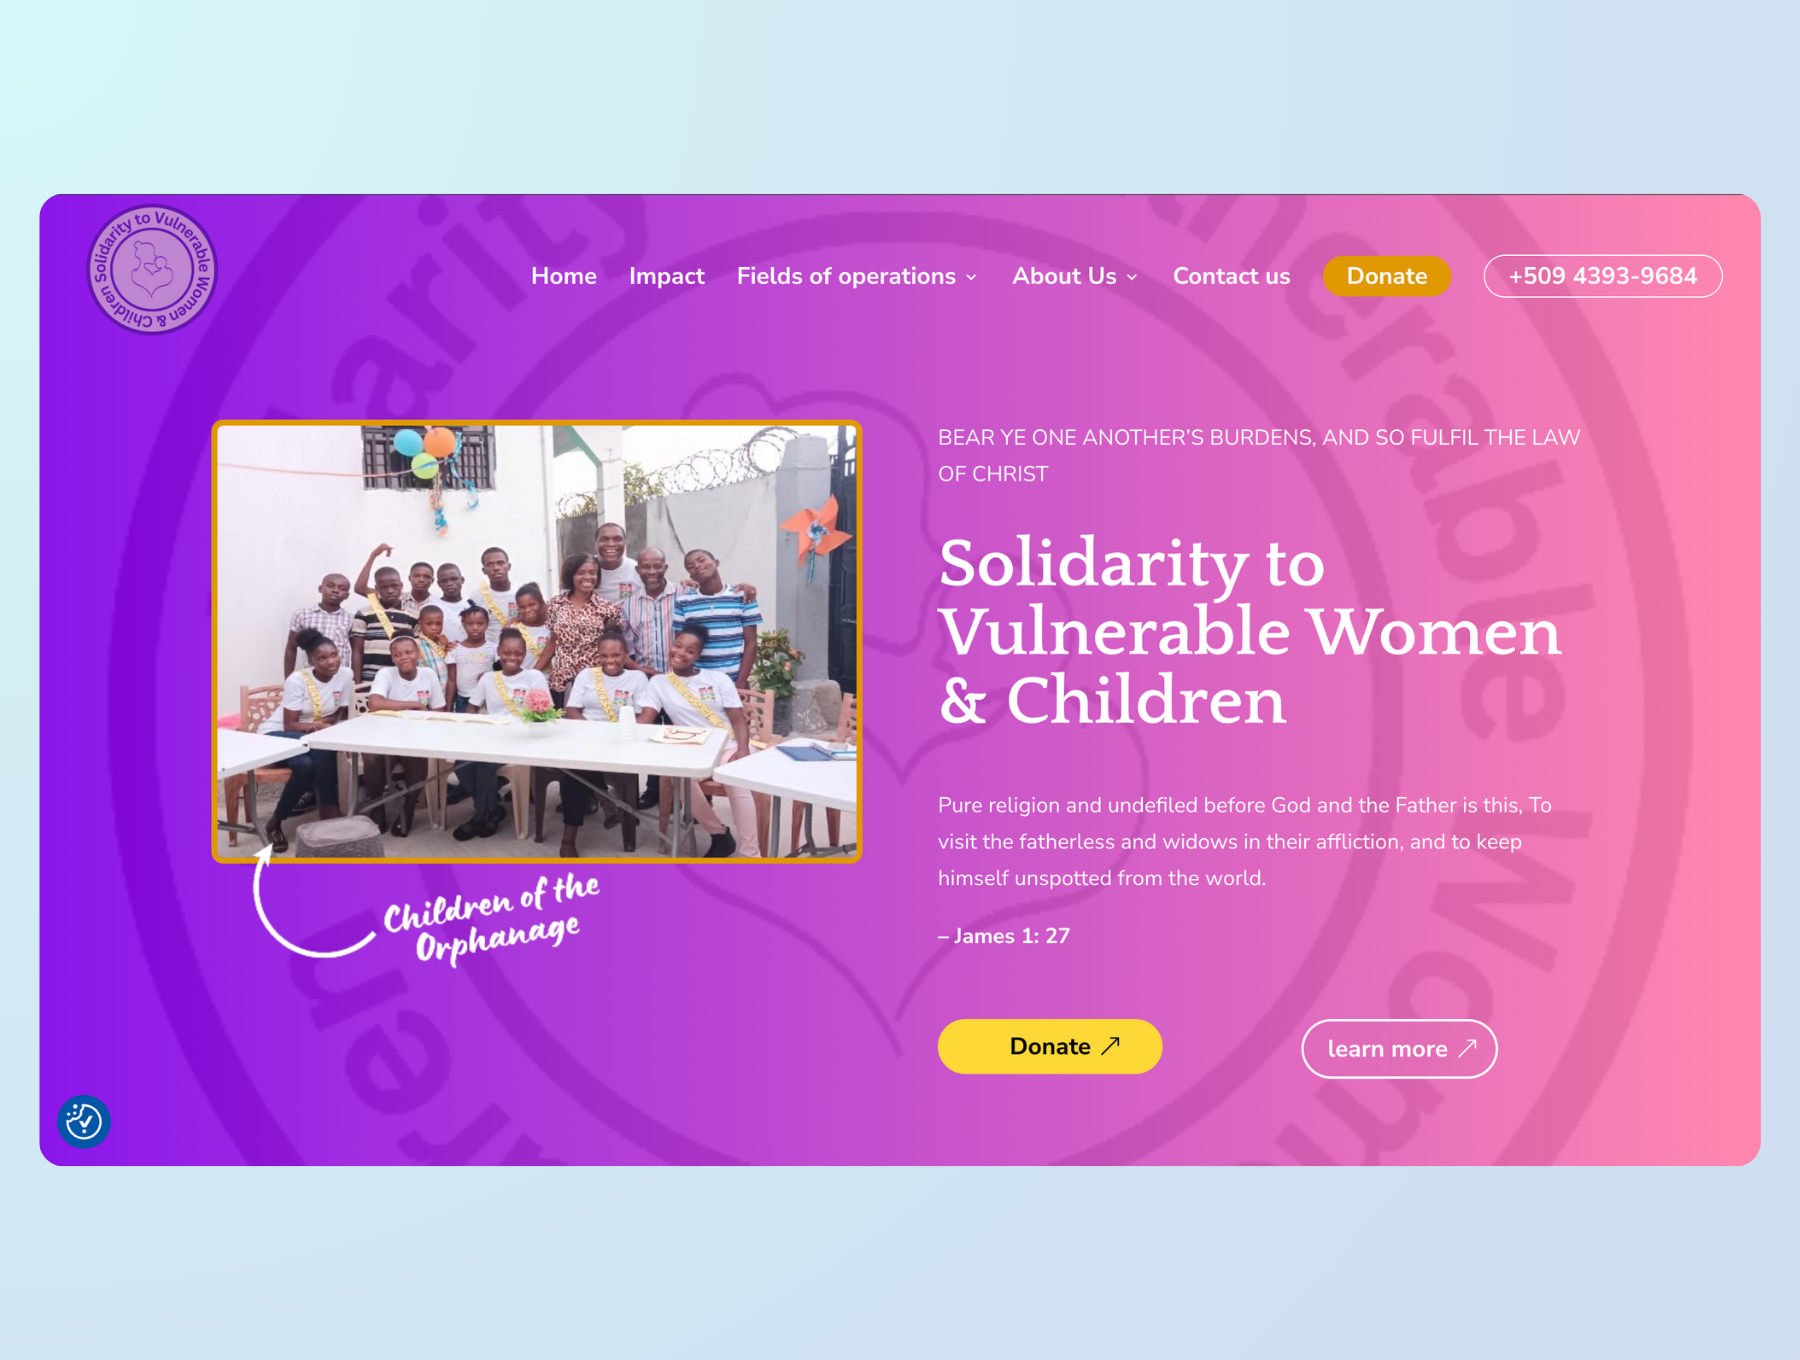 Solidarity to Vulnerable Women & Children
Home
Impact
Fields of operations
About Us
Contact us
Donate
+509 4393-9684
BEAR YE ONE ANOTHER’S BURDENS, AND SO FULFIL THE LAW
OF CHRIST
Solidarity to
Vulnerable Women
& Children
Pure religion and undefiled before God and the Father is this, To
visit the fatherless and widows in their affliction, and to keep
himself unspotted from the world.
– James 1: 27
Donate
learn more
Children of the
Orphanage